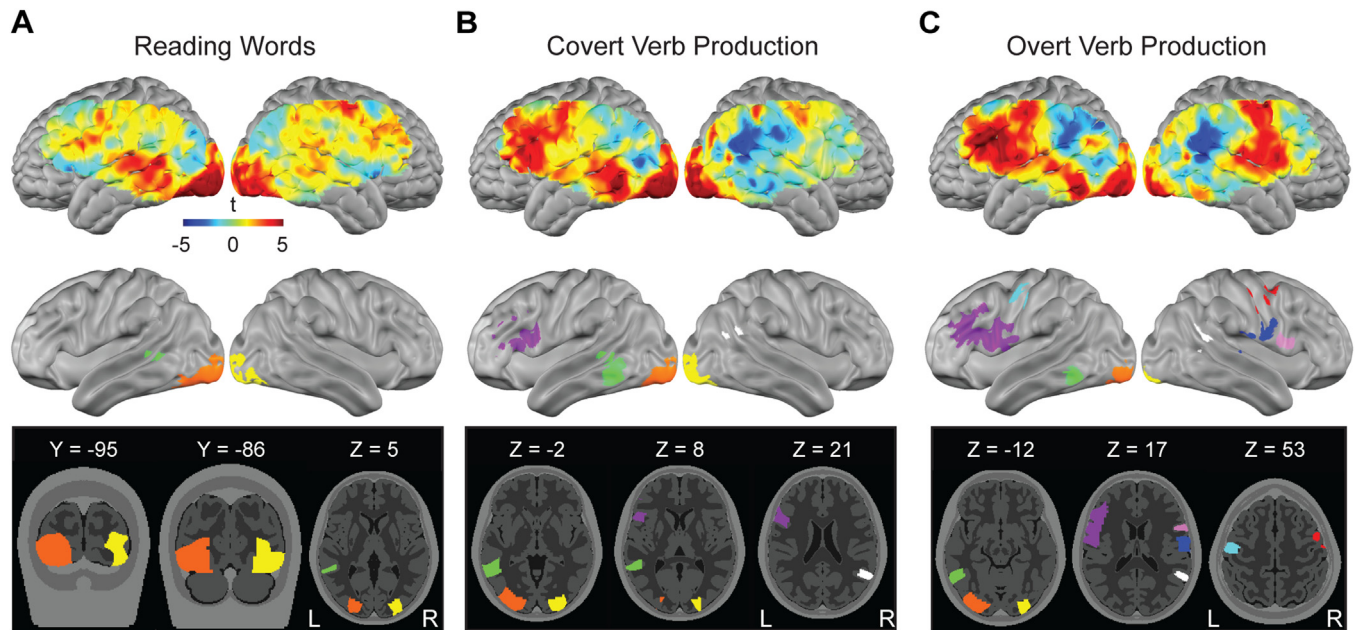 A
Reading Words
B
Covert Verb Production
C
Overt Verb Production
t
-5 0 5
Y = -95 Y = -86 Z = 5
L R
Z = -2 Z = 8 Z = 21
L R
Z = -12 Z = 17 Z = 53
L R